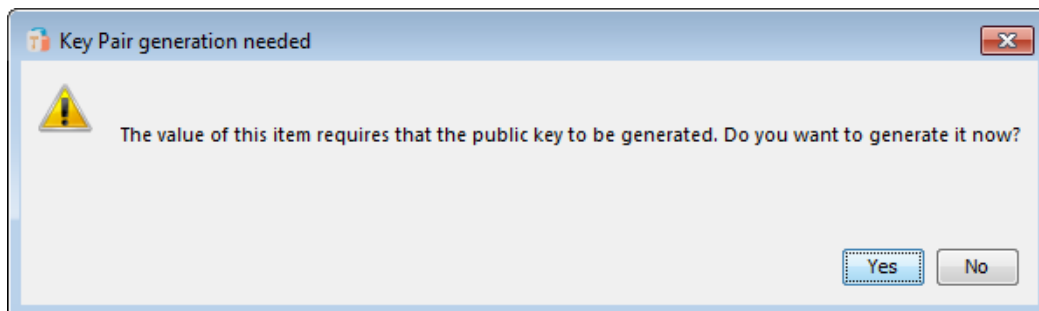 Key Pair generation needed
The value of this item requires that the public key to be generated. Do you want to generate it now?
Yes No